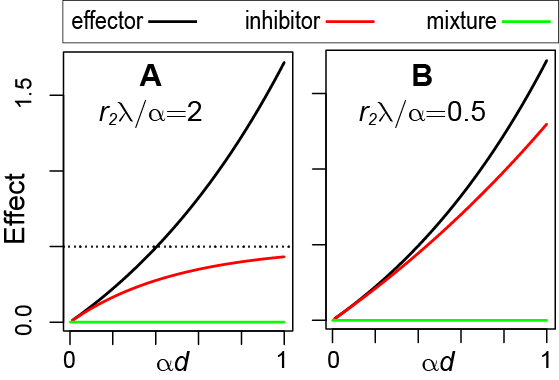 effector inhibitor mixture
A
r₂λ/α=2
B
r₂λ/α=0.5
Effect
1.5
0.0
0
1
αd
0
1
αd